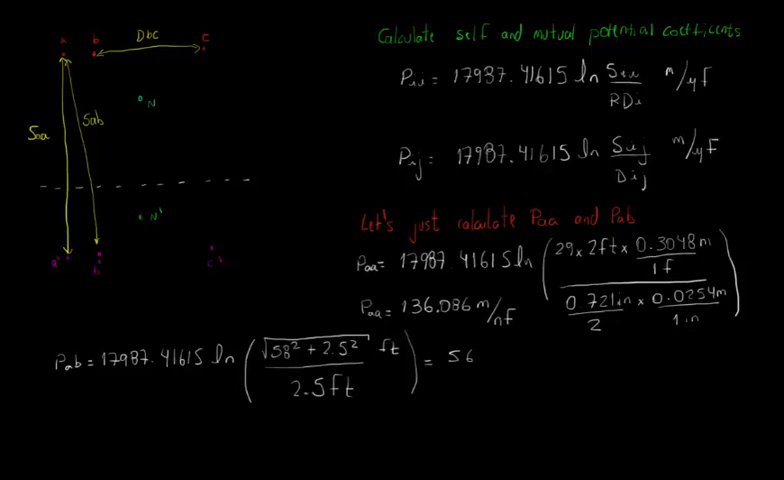 Calculate self and mutual potential coefficents
a b Dbc c
Pii = 17987.41615 ln Sii/RDi m/μF
N
Saa Sab
Pij = 17987.41615 ln Sij/Dij m/μF
N'
Let's just calculate Paa and Pab
a' b' c'
Paa = 17987.41615 ln ( 29 x 2ft x 0.3048m/1f / 0.721in/2 x 0.0254m/1in )
Paa = 136.086 m/nF
Pab = 17987.41615 ln ( √58² + 2.5² ft / 2.5ft ) = 56